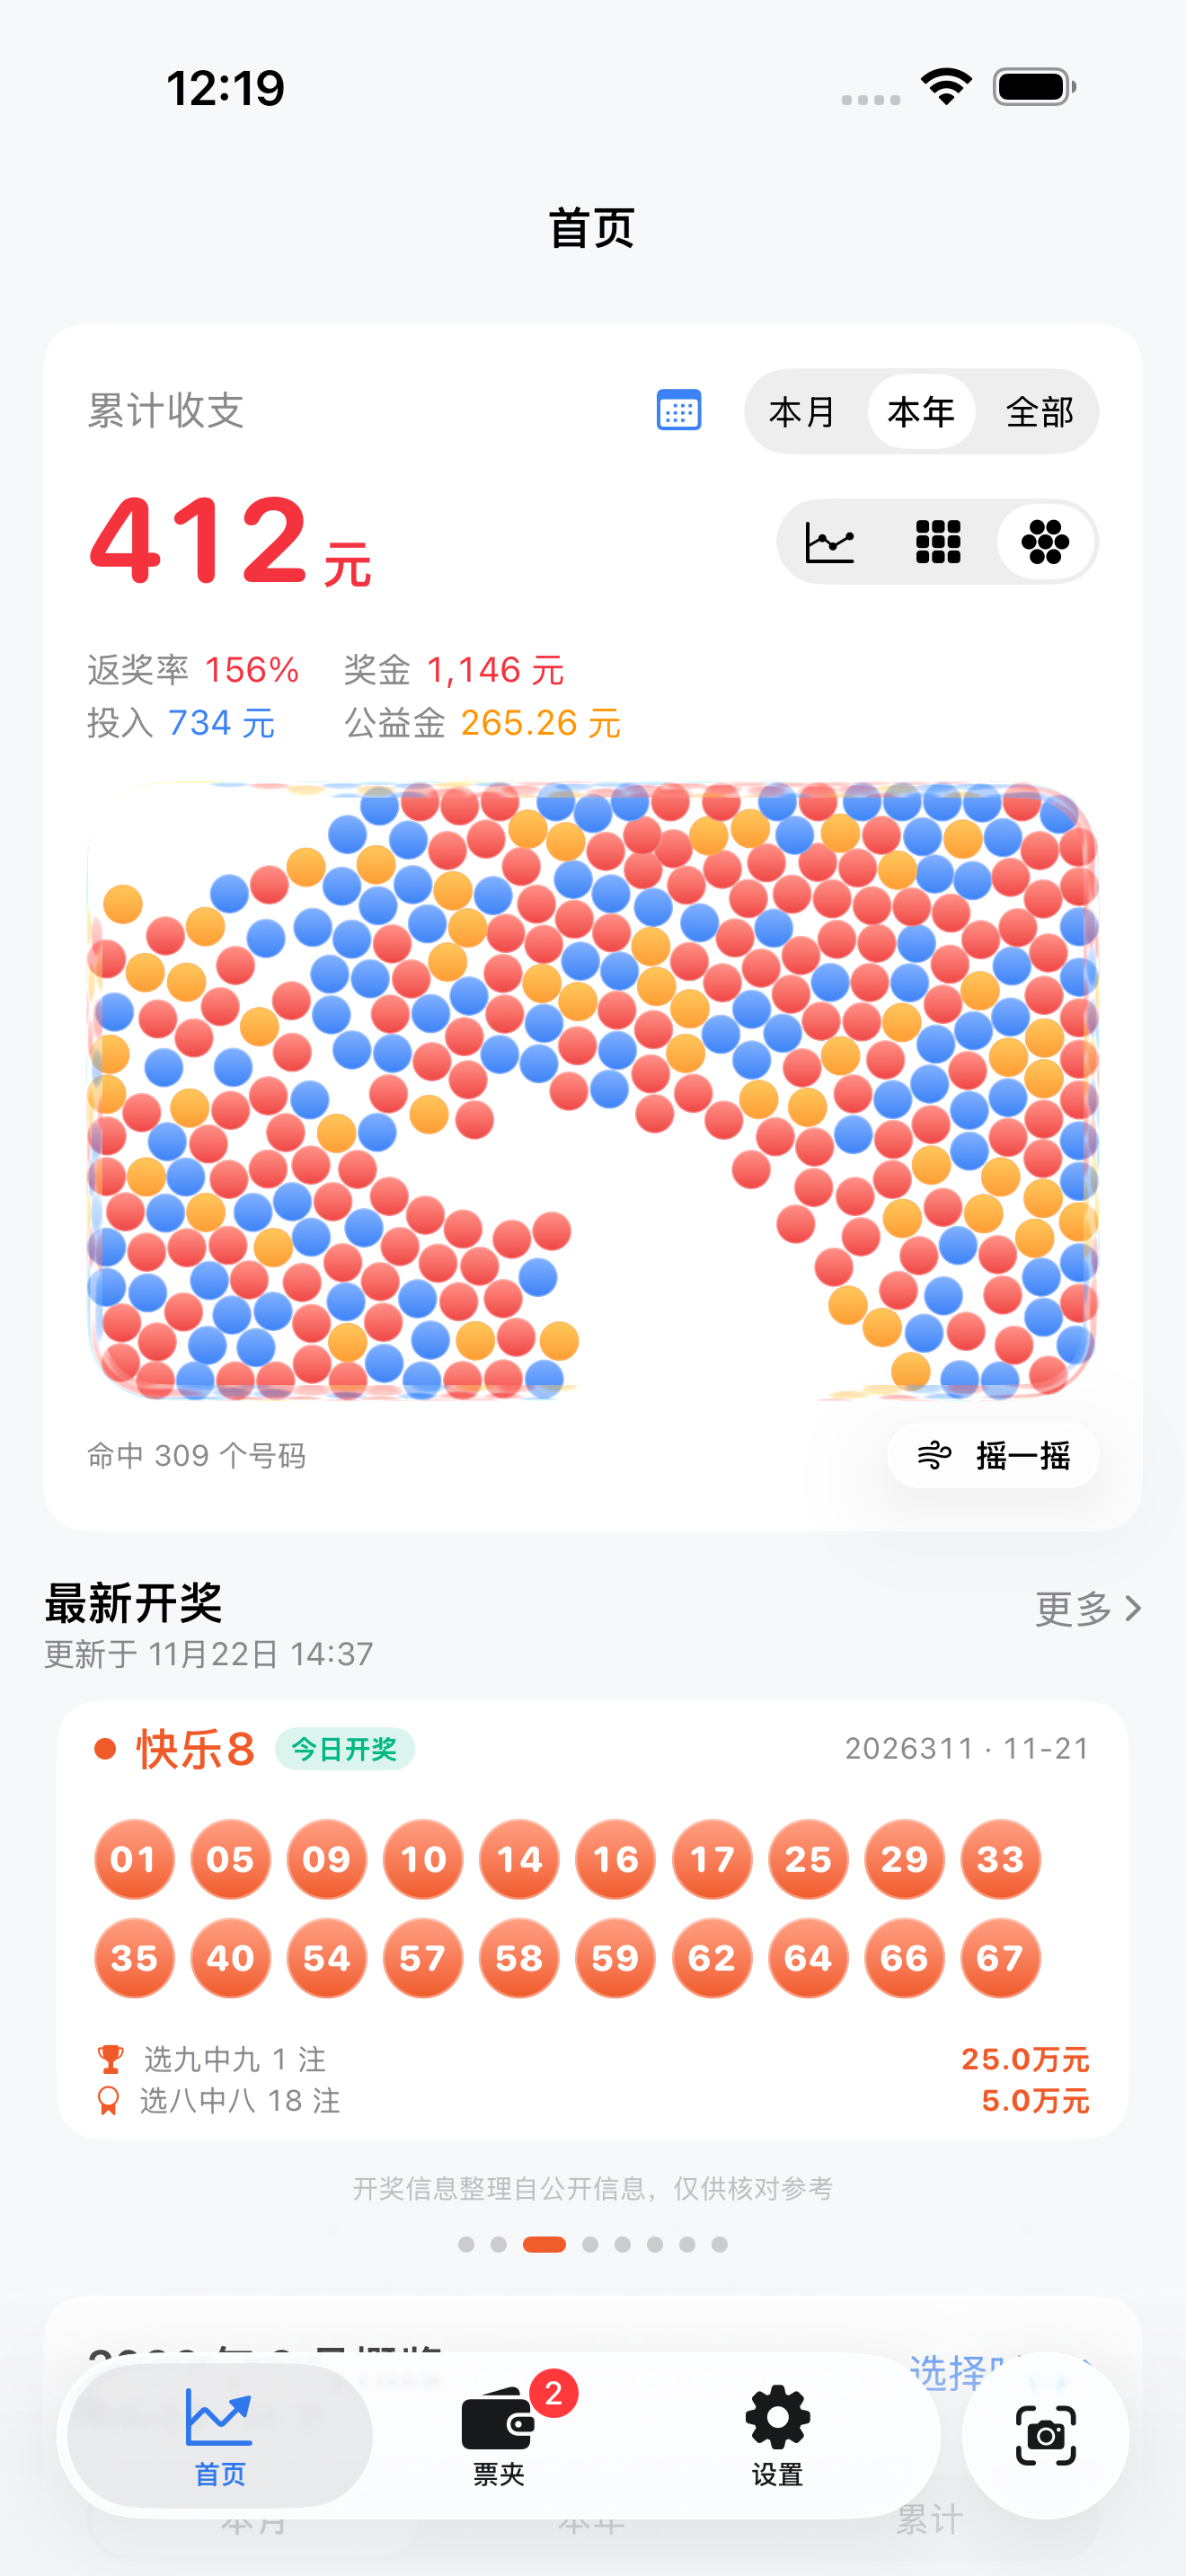 12:19
首页
累计收支
本月 本年 全部
412 元
返奖率 156% 奖金 1,146 元
投入 734 元 公益金 265.26 元
命中 309 个号码
摇一摇
最新开奖
更多
更新于 11月22日 14:37
快乐8 今日开奖 2026311 · 11-21
01 05 09 10 14 16 17 25 29 33
35 40 54 57 58 59 62 64 66 67
选九中九 1 注 25.0万元
选八中八 18 注 5.0万元
开奖信息整理自公开信息，仅供核对参考
选择
2
首页 票夹 设置
本月 本年 累计